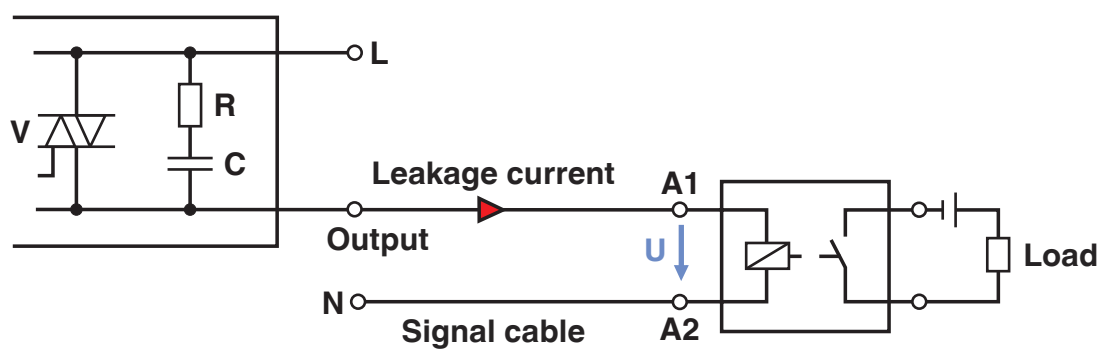 L
R
V
C
Leakage current
A1
Output
U
Load
N
Signal cable
A2